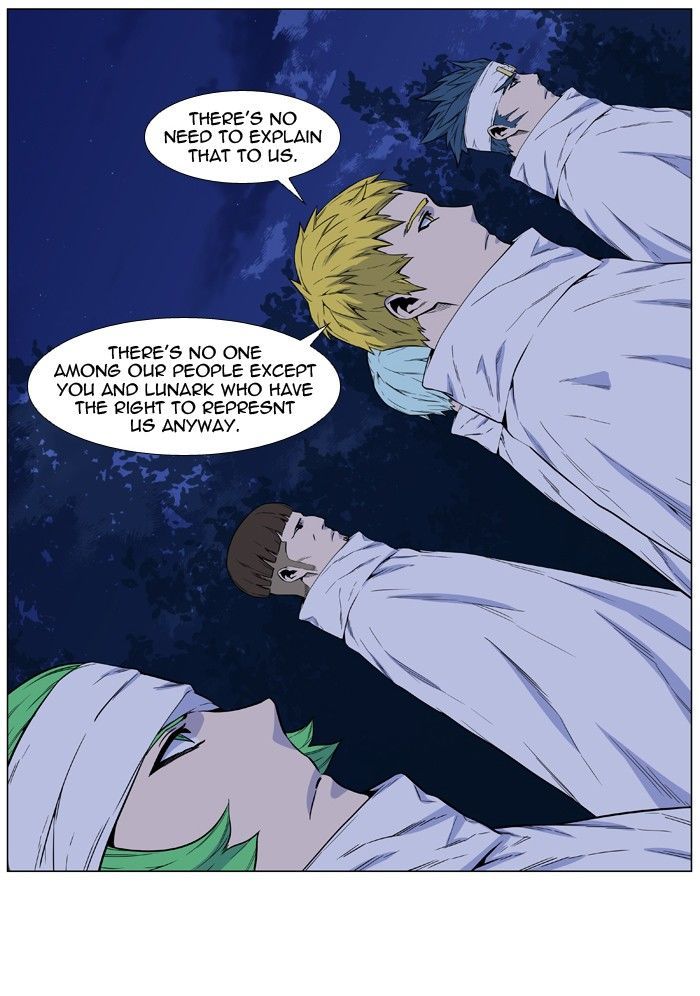 THERE'S NO
NEED TO EXPLAIN
THAT TO US.
THERE'S NO ONE
AMONG OUR PEOPLE EXCEPT
YOU AND LUNARK WHO HAVE
THE RIGHT TO REPRESNT
US ANYWAY.